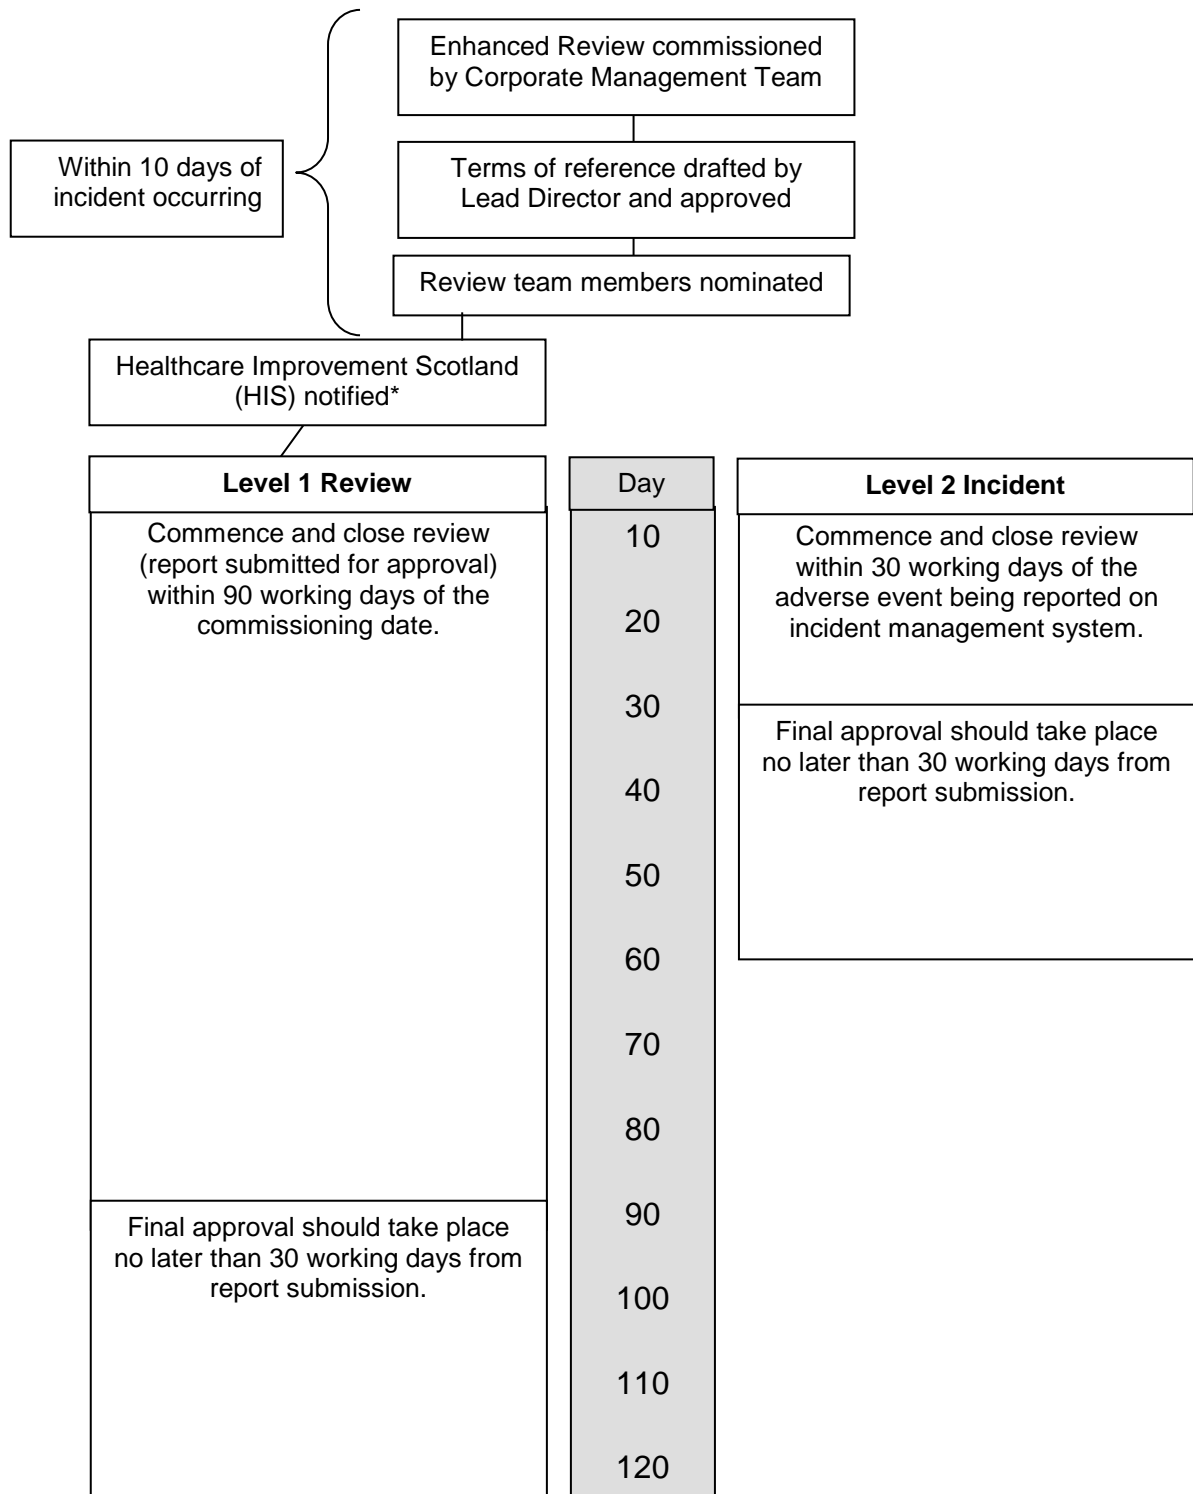 Enhanced Review commissioned
by Corporate Management Team
Within 10 days of
incident occurring
Terms of reference drafted by
Lead Director and approved
Review team members nominated
Healthcare Improvement Scotland
(HIS) notified*
Level 1 Review
Commence and close review
(report submitted for approval)
within 90 working days of the
commissioning date.
Final approval should take place
no later than 30 working days from
report submission.
Day
10
20
30
40
50
60
70
80
90
100
110
120
Level 2 Incident
Commence and close review
within 30 working days of the
adverse event being reported on
incident management system.
Final approval should take place
no later than 30 working days from
report submission.